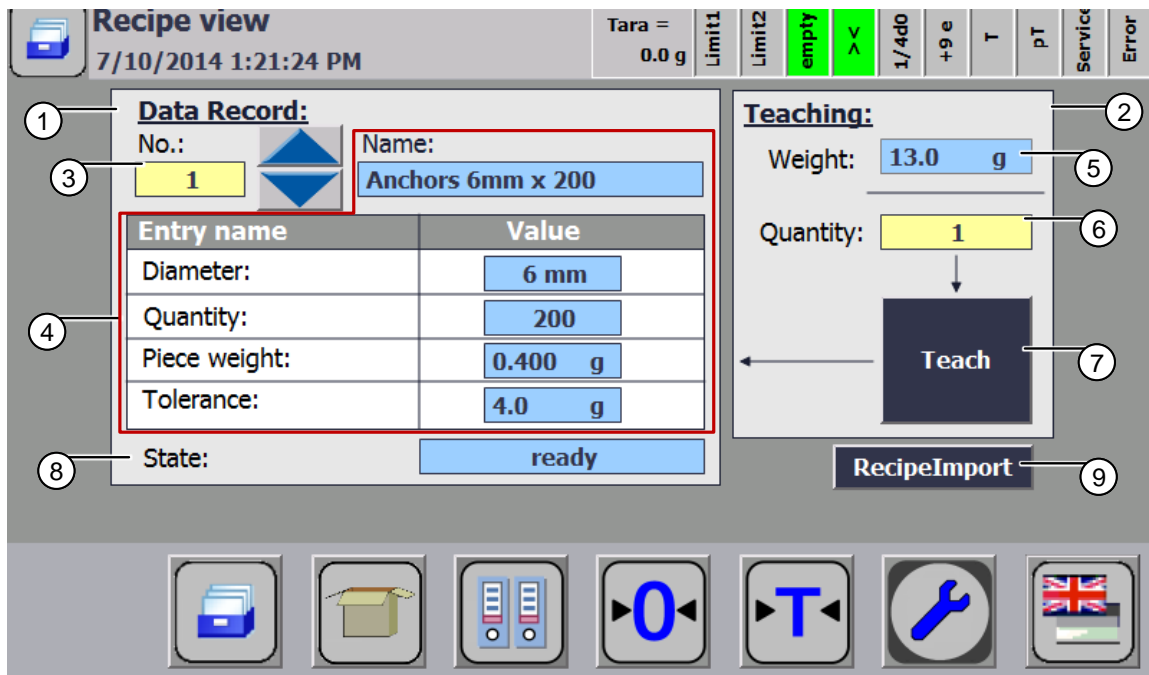 Recipe view
7/10/2014 1:21:24 PM
Tara =
0.0 g
Limit1
Limit2
empty
><
1/4d0
+9 e
T
pT
Service
Error
1
Data Record:
No.:
3
1
Name:
Anchors 6mm x 200
4
Entry name Value
Diameter: 6 mm
Quantity: 200
Piece weight: 0.400 g
Tolerance: 4.0 g
8
State: ready
2
Teaching:
Weight: 13.0 g
5
Quantity: 1
6
Teach
7
RecipeImport
9
0
T